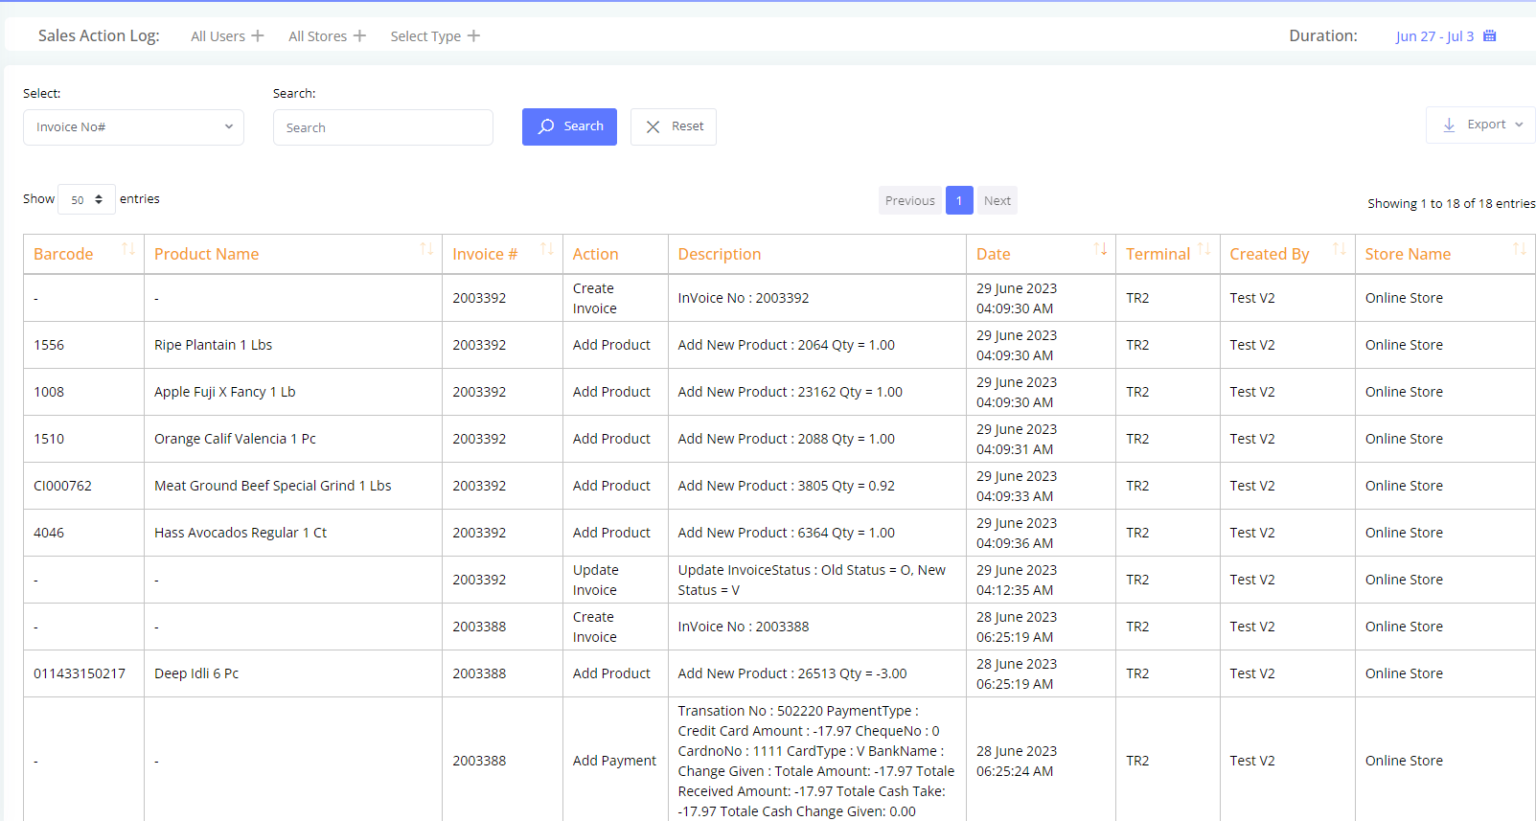 Sales Action Log: All Users + All Stores + Select Type + Duration: Jun 27 - Jul 3
Select: Search:
Invoice No# Search Search Reset Export
Show 50 entries Previous 1 Next Showing 1 to 18 of 18 entries
Barcode Product Name Invoice # Action Description Date Terminal Created By Store Name
- - 2003392 Create Invoice InVoice No : 2003392 29 June 2023 04:09:30 AM TR2 Test V2 Online Store
1556 Ripe Plantain 1 Lbs 2003392 Add Product Add New Product : 2064 Qty = 1.00 29 June 2023 04:09:30 AM TR2 Test V2 Online Store
1008 Apple Fuji X Fancy 1 Lb 2003392 Add Product Add New Product : 23162 Qty = 1.00 29 June 2023 04:09:30 AM TR2 Test V2 Online Store
1510 Orange Calif Valencia 1 Pc 2003392 Add Product Add New Product : 2088 Qty = 1.00 29 June 2023 04:09:31 AM TR2 Test V2 Online Store
CI000762 Meat Ground Beef Special Grind 1 Lbs 2003392 Add Product Add New Product : 3805 Qty = 0.92 29 June 2023 04:09:33 AM TR2 Test V2 Online Store
4046 Hass Avocados Regular 1 Ct 2003392 Add Product Add New Product : 6364 Qty = 1.00 29 June 2023 04:09:36 AM TR2 Test V2 Online Store
- - 2003392 Update Invoice Update InvoiceStatus : Old Status = O, New Status = V 29 June 2023 04:12:35 AM TR2 Test V2 Online Store
- - 2003388 Create Invoice InVoice No : 2003388 28 June 2023 06:25:19 AM TR2 Test V2 Online Store
011433150217 Deep Idli 6 Pc 2003388 Add Product Add New Product : 26513 Qty = -3.00 28 June 2023 06:25:19 AM TR2 Test V2 Online Store
- - 2003388 Add Payment Transation No : 502220 PaymentType :
Credit Card Amount : -17.97 ChequeNo : 0
CardnoNo : 1111 CardType : V BankName :
Change Given : Totale Amount: -17.97 Totale
Received Amount: -17.97 Totale Cash Take:
-17.97 Totale Cash Change Given: 0.00
28 June 2023 06:25:24 AM TR2 Test V2 Online Store